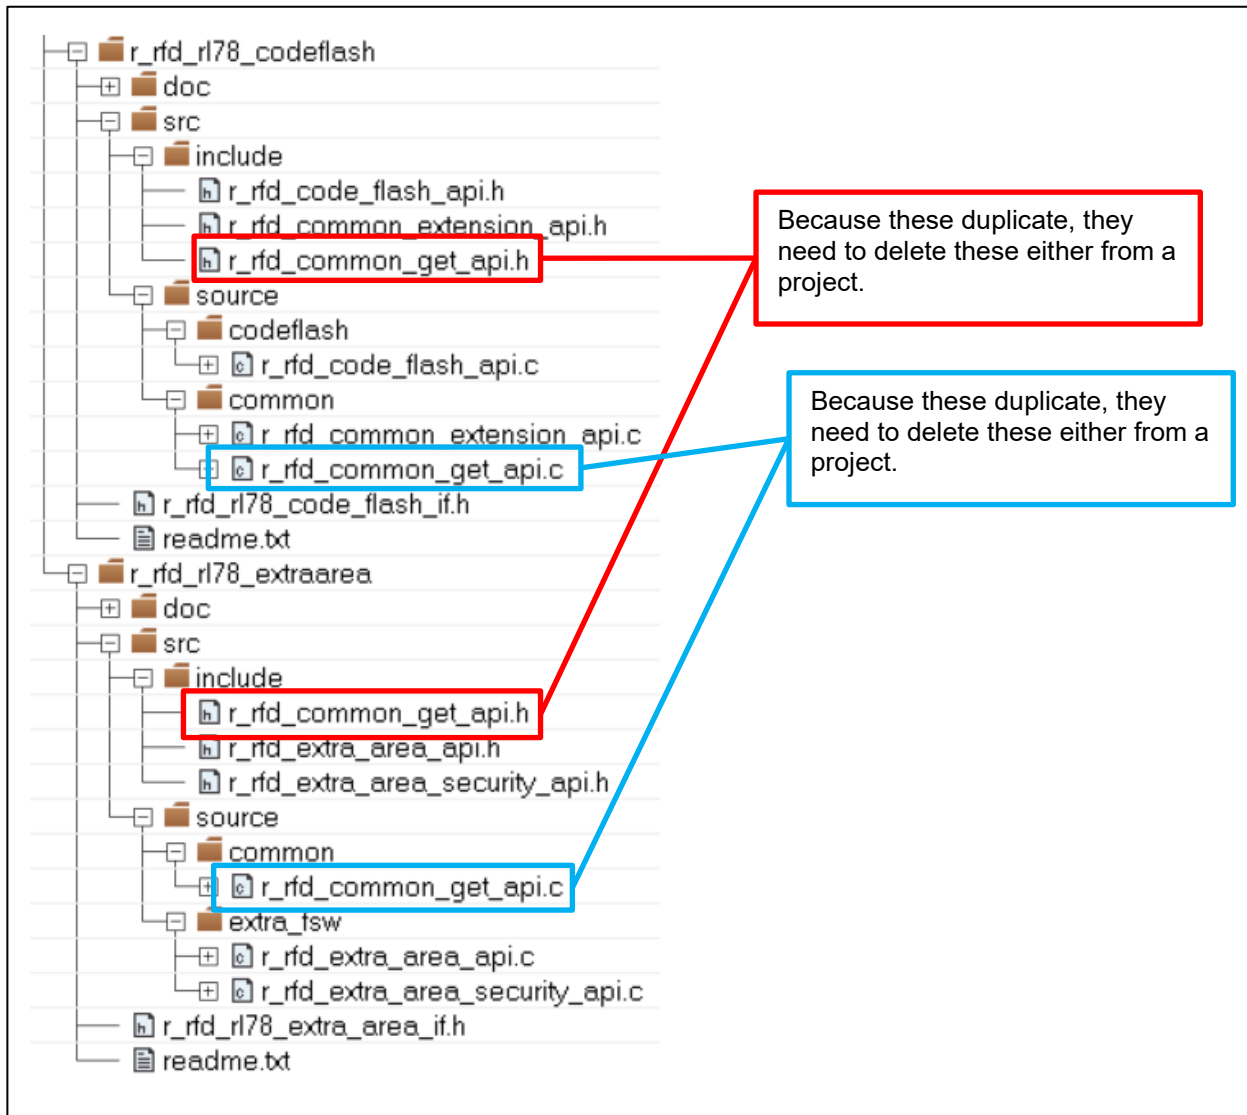 r_rfd_rl78_codeflash
doc
src
include
r_rfd_code_flash_api.h
r_rfd_common_extension_api.h
r_rfd_common_get_api.h
source
codeflash
r_rfd_code_flash_api.c
common
r_rfd_common_extension_api.c
r_rfd_common_get_api.c
r_rfd_rl78_code_flash_if.h
readme.txt
r_rfd_rl78_extraarea
doc
src
include
r_rfd_common_get_api.h
r_rfd_extra_area_api.h
r_rfd_extra_area_security_api.h
source
common
r_rfd_common_get_api.c
extra_fsw
r_rfd_extra_area_api.c
r_rfd_extra_area_security_api.c
r_rfd_rl78_extra_area_if.h
readme.txt
Because these duplicate, they
need to delete these either from a
project.
Because these duplicate, they
need to delete these either from a
project.